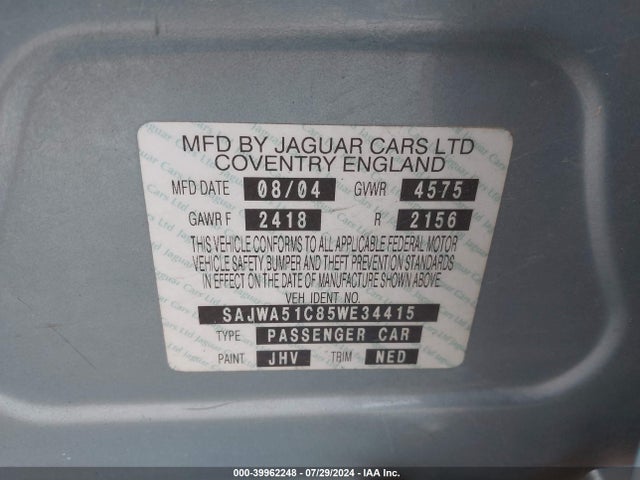 MFD BY JAGUAR CARS LTD
COVENTRY ENGLAND
MFD DATE 08/04 GVWR 4575
GAWR F 2418 R 2156
THIS VEHICLE CONFORMS TO ALL APPLICABLE FEDERAL MOTOR
VEHICLE SAFETY, BUMPER AND THEFT PREVENTION STANDARDS
IN EFFECT ON THE DATE OF MANUFACTURE SHOWN ABOVE
VEH IDENT NO.
SAJWA51C85WE34415
TYPE PASSENGER CAR
PAINT JHV TRIM NED
000-39962248 - 07/29/2024 - IAA Inc.